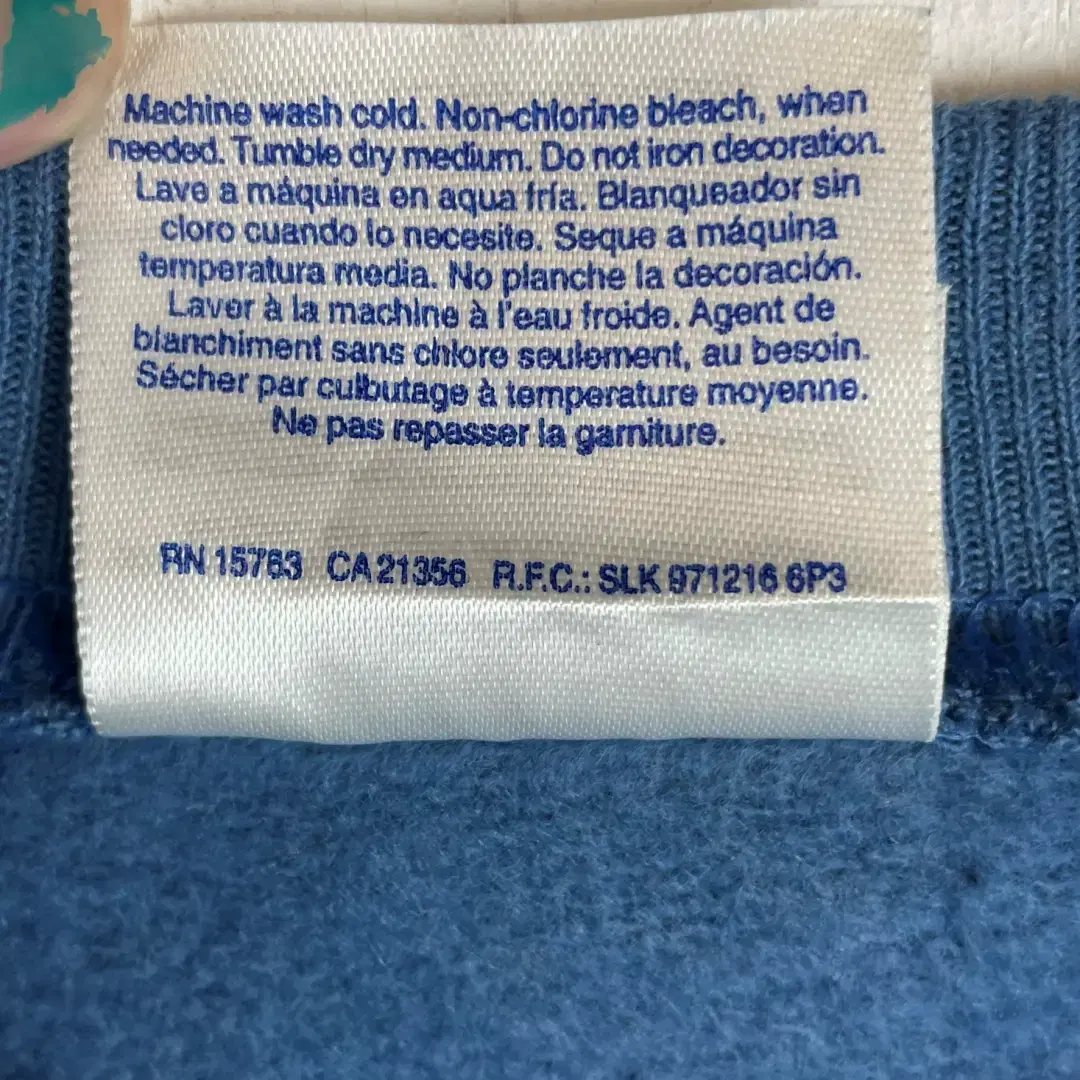 Machine wash cold. Non-chlorine bleach, when
needed. Tumble dry medium. Do not iron decoration.
Lave a máquina en aqua fría. Blanqueador sin
cloro cuando lo necesite. Seque a máquina
temperatura media. No planche la decoración.
Laver à la machine à l'eau froide. Agent de
blanchiment sans chlore seulement, au besoin.
Sécher par culbutage à temperature moyenne.
Ne pas repasser la garniture.
RN 15763 CA 21356 R.F.C.: SLK 971216 6P3